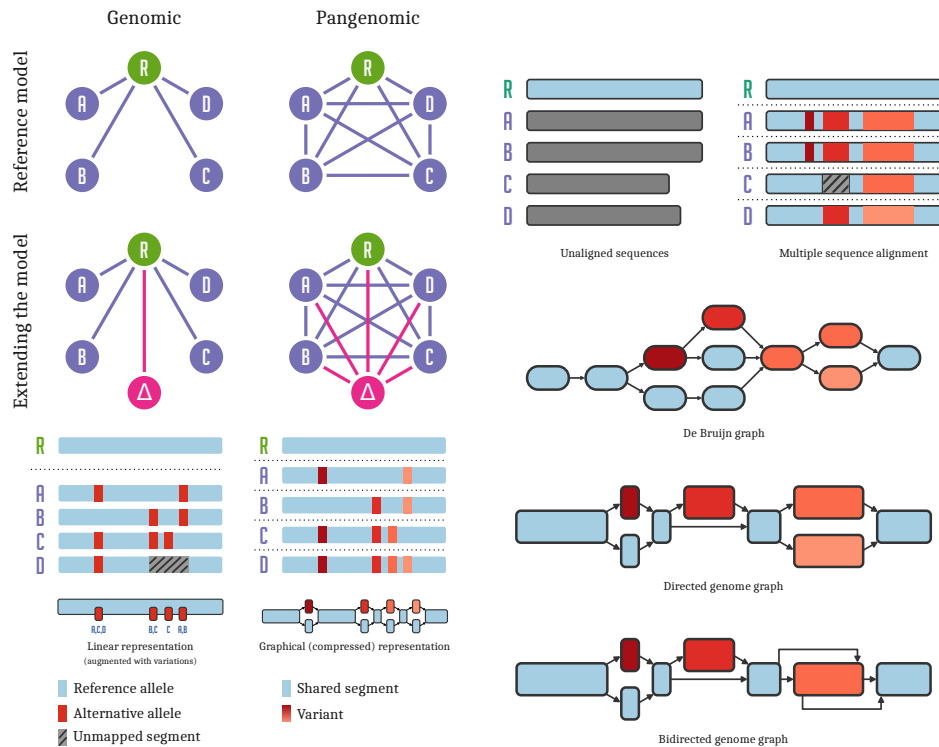 Genomic
Pangenomic
Reference model
R
A
D
B
C
R
A
D
B
C
Extending the model
R
A
D
B
C
Δ
R
A
D
B
C
Δ
R
A
B
C
D
A,C,D
B,C
C
A,B
Linear representation
(augmented with variations)
Reference allele
Alternative allele
Unmapped segment
R
A
B
C
D
Graphical (compressed) representation
Shared segment
Variant
R
A
B
C
D
Unaligned sequences
R
A
B
C
D
Multiple sequence alignment
De Bruijn graph
Directed genome graph
Bidirected genome graph